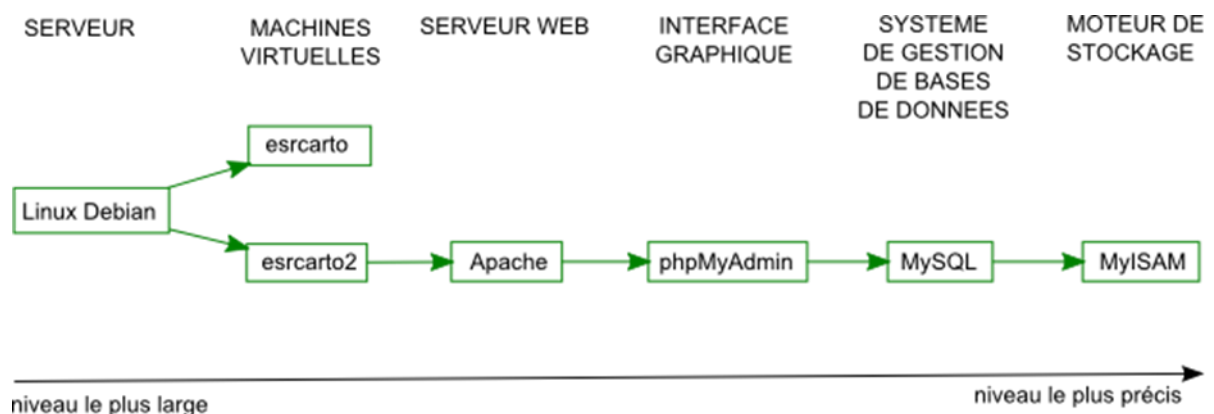 SERVEUR
MACHINES
VIRTUELLES
SERVEUR WEB
INTERFACE
GRAPHIQUE
SYSTEME
DE GESTION
DE BASES
DE DONNEES
MOTEUR DE
STOCKAGE
esrcarto
Linux Debian
esrcarto2
Apache
phpMyAdmin
MySQL
MyISAM
niveau le plus large
niveau le plus précis